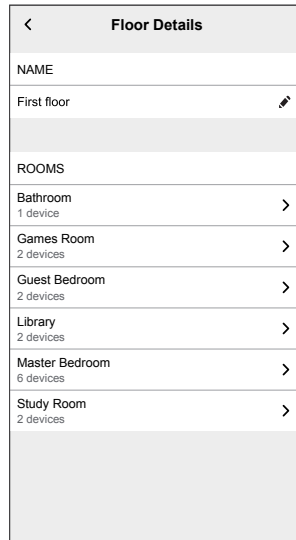 Floor Details
NAME
First floor
ROOMS
Bathroom
1 device
Games Room
2 devices
Guest Bedroom
2 devices
Library
2 devices
Master Bedroom
6 devices
Study Room
2 devices